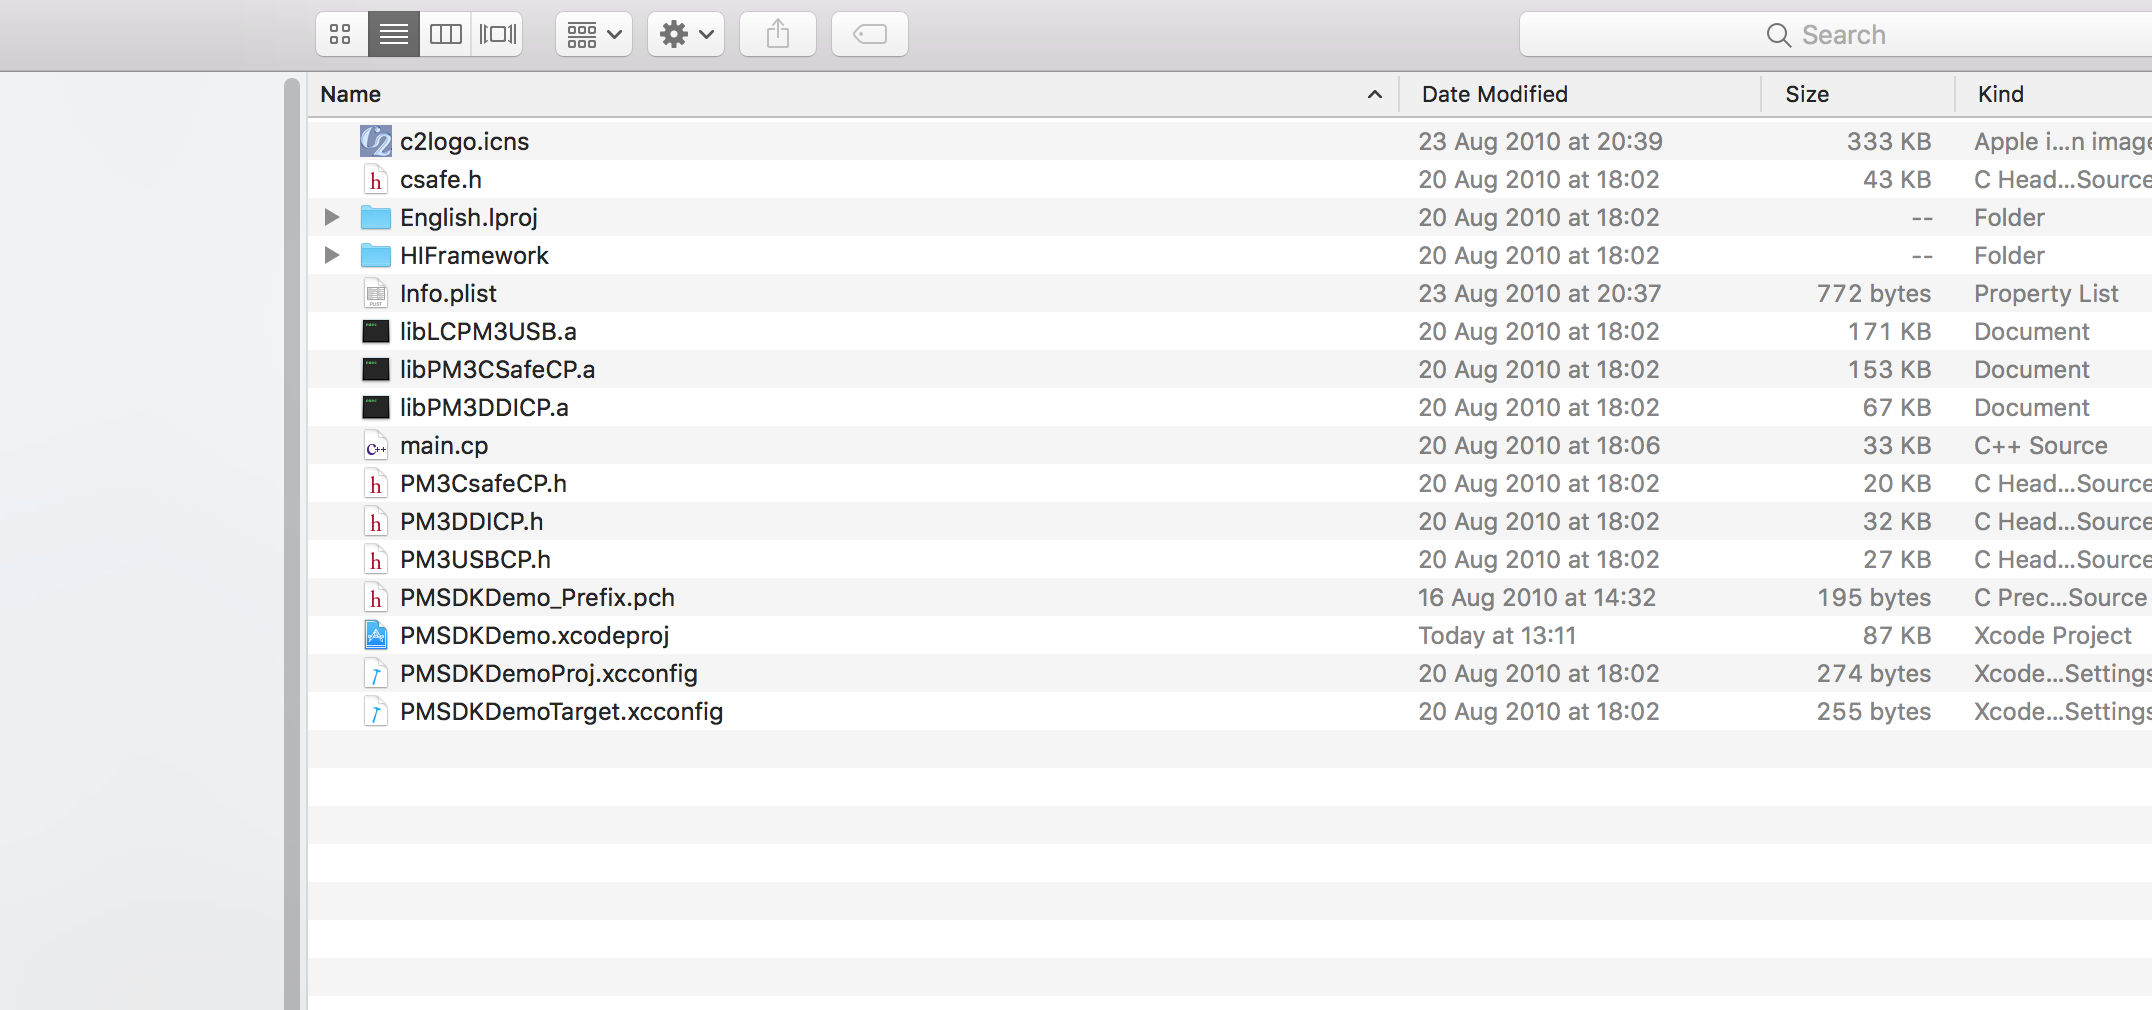 Search
Name Date Modified Size Kind
c2logo.icns 23 Aug 2010 at 20:39 333 KB Apple i...n image
csafe.h 20 Aug 2010 at 18:02 43 KB C Head...Source
English.lproj 20 Aug 2010 at 18:02 -- Folder
HIFramework 20 Aug 2010 at 18:02 -- Folder
Info.plist 23 Aug 2010 at 20:37 772 bytes Property List
libLCPM3USB.a 20 Aug 2010 at 18:02 171 KB Document
libPM3CSafeCP.a 20 Aug 2010 at 18:02 153 KB Document
libPM3DDICP.a 20 Aug 2010 at 18:02 67 KB Document
main.cp 20 Aug 2010 at 18:06 33 KB C++ Source
PM3CsafeCP.h 20 Aug 2010 at 18:02 20 KB C Head...Source
PM3DDICP.h 20 Aug 2010 at 18:02 32 KB C Head...Source
PM3USBCP.h 20 Aug 2010 at 18:02 27 KB C Head...Source
PMSDKDemo_Prefix.pch 16 Aug 2010 at 14:32 195 bytes C Prec...Source
PMSDKDemo.xcodeproj Today at 13:11 87 KB Xcode Project
PMSDKDemoProj.xcconfig 20 Aug 2010 at 18:02 274 bytes Xcode...Settings
PMSDKDemoTarget.xcconfig 20 Aug 2010 at 18:02 255 bytes Xcode...Settings